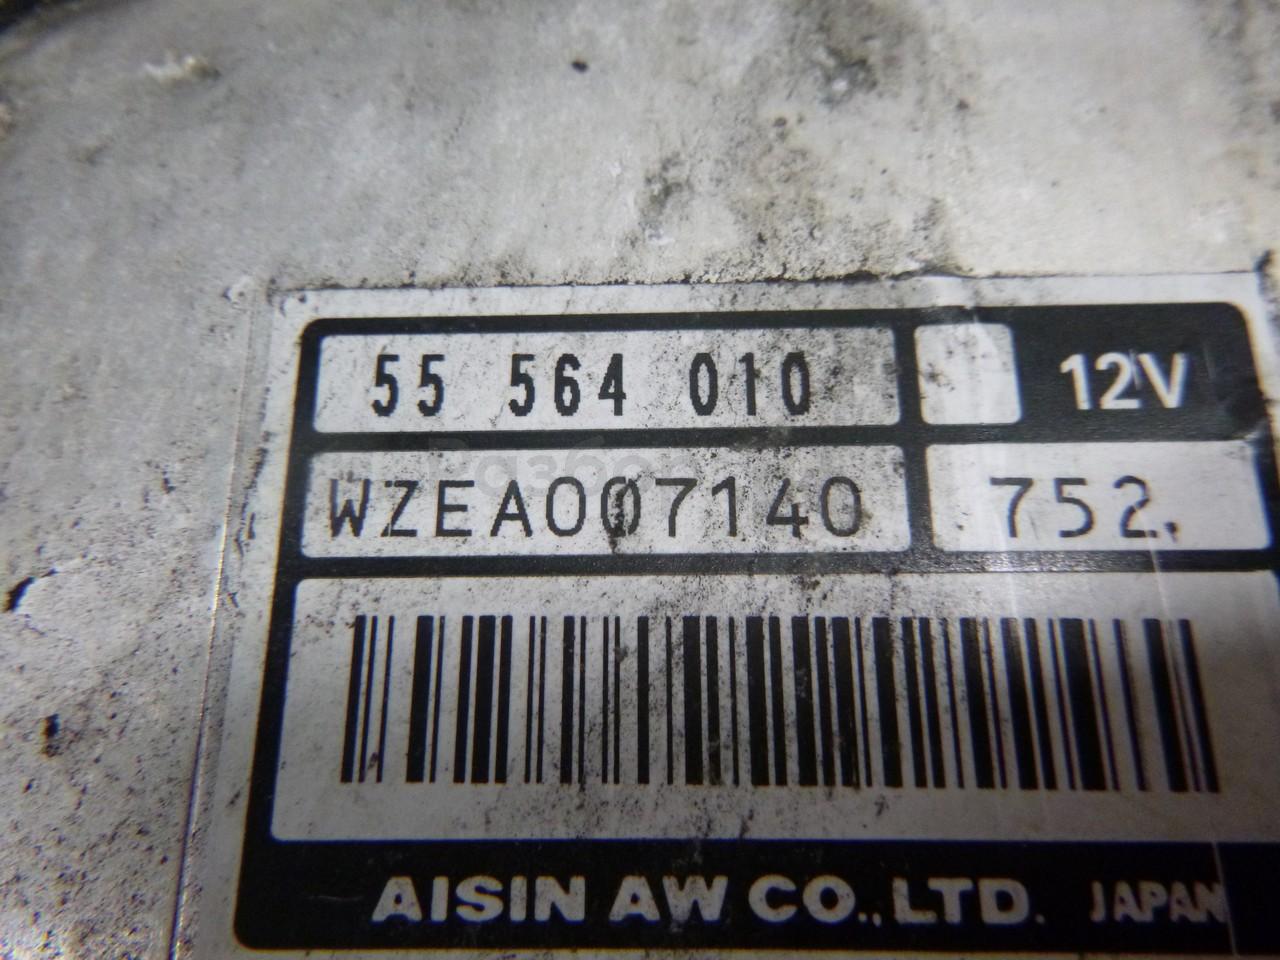 55 564 010 12V
WZEA007140 752.
AISIN AW CO.,LTD. JAPAN